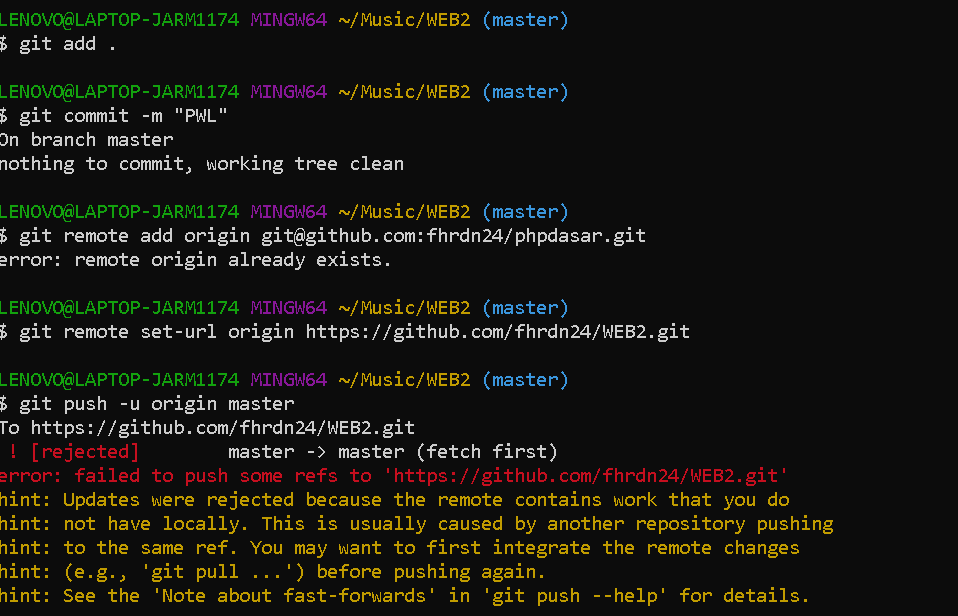 LENOVO@LAPTOP-JARM1174 MINGW64 ~/Music/WEB2 (master)
$ git add .
LENOVO@LAPTOP-JARM1174 MINGW64 ~/Music/WEB2 (master)
$ git commit -m "PWL"
On branch master
nothing to commit, working tree clean
LENOVO@LAPTOP-JARM1174 MINGW64 ~/Music/WEB2 (master)
$ git remote add origin git@github.com:fhrdn24/phpdasar.git
error: remote origin already exists.
LENOVO@LAPTOP-JARM1174 MINGW64 ~/Music/WEB2 (master)
$ git remote set-url origin https://github.com/fhrdn24/WEB2.git
LENOVO@LAPTOP-JARM1174 MINGW64 ~/Music/WEB2 (master)
$ git push -u origin master
To https://github.com/fhrdn24/WEB2.git
! [rejected]        master -> master (fetch first)
error: failed to push some refs to 'https://github.com/fhrdn24/WEB2.git'
hint: Updates were rejected because the remote contains work that you do
hint: not have locally. This is usually caused by another repository pushing
hint: to the same ref. You may want to first integrate the remote changes
hint: (e.g., 'git pull ...') before pushing again.
hint: See the 'Note about fast-forwards' in 'git push --help' for details.